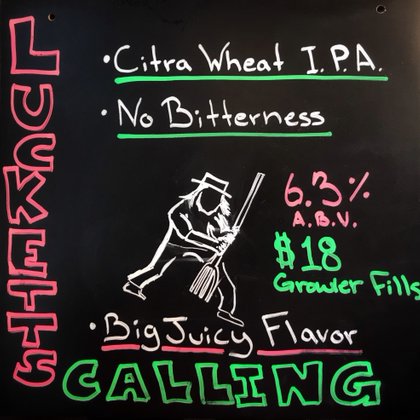 LUCKETTS
• Citra Wheat I.P.A.
• No Bitterness
6.3%
A.B.V.
$18
Growler Fills
• Big Juicy Flavor
CALLING